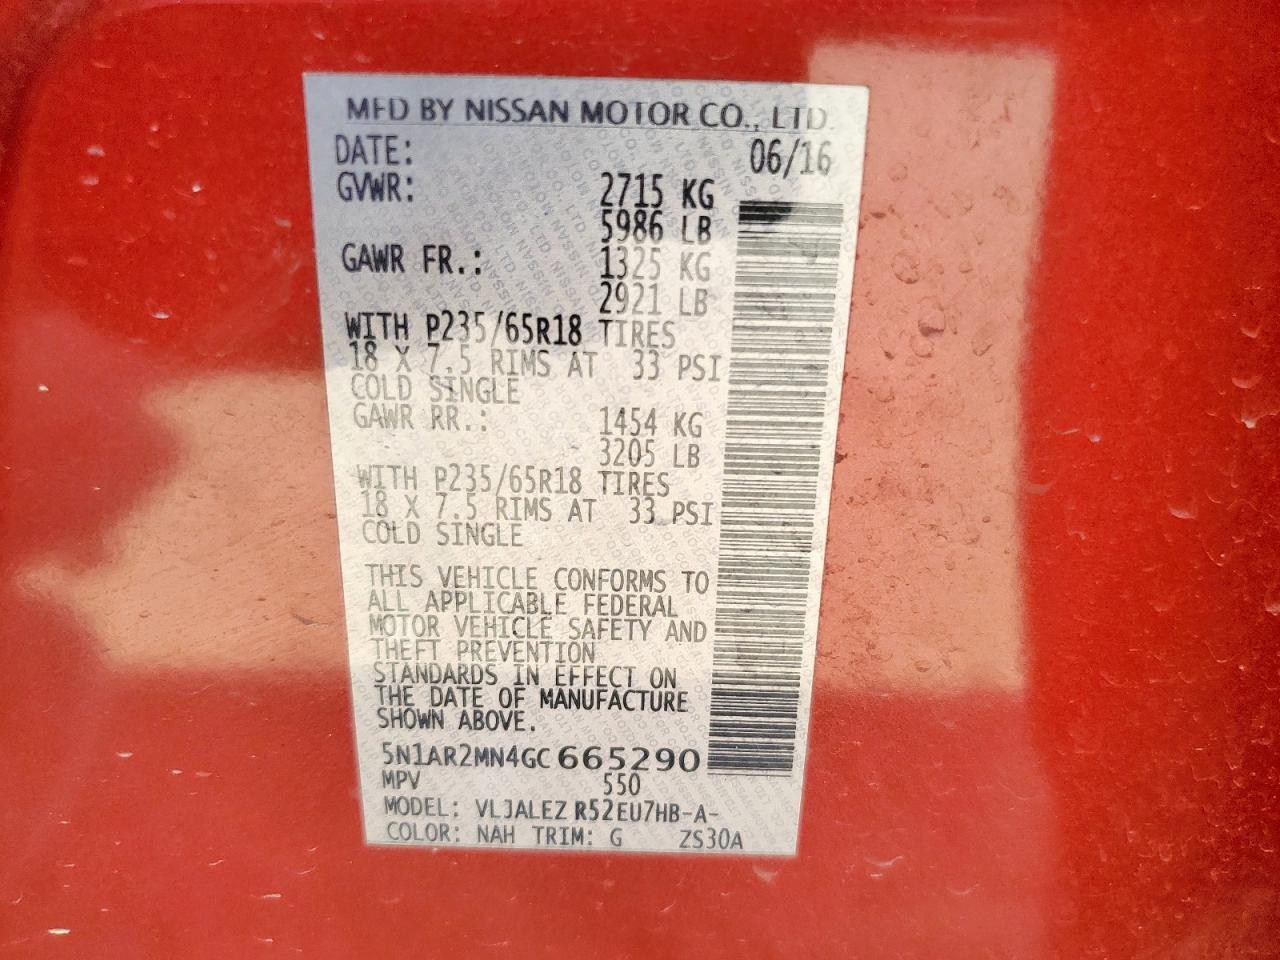 MFD BY NISSAN MOTOR CO., LTD.
DATE: 06/16
GVWR: 2715 KG
5986 LB
GAWR FR.: 1325 KG
2921 LB
WITH P235/65R18 TIRES
18 X 7.5 RIMS AT 33 PSI
COLD SINGLE
GAWR RR.: 1454 KG
3205 LB
WITH P235/65R18 TIRES
18 X 7.5 RIMS AT 33 PSI
COLD SINGLE
THIS VEHICLE CONFORMS TO
ALL APPLICABLE FEDERAL
MOTOR VEHICLE SAFETY AND
THEFT PREVENTION
STANDARDS IN EFFECT ON
THE DATE OF MANUFACTURE
SHOWN ABOVE.
5N1AR2MN4GC665290
MPV 550
MODEL: VLJALEZ R52EU7HB-A-
COLOR: NAH TRIM: G ZS30A